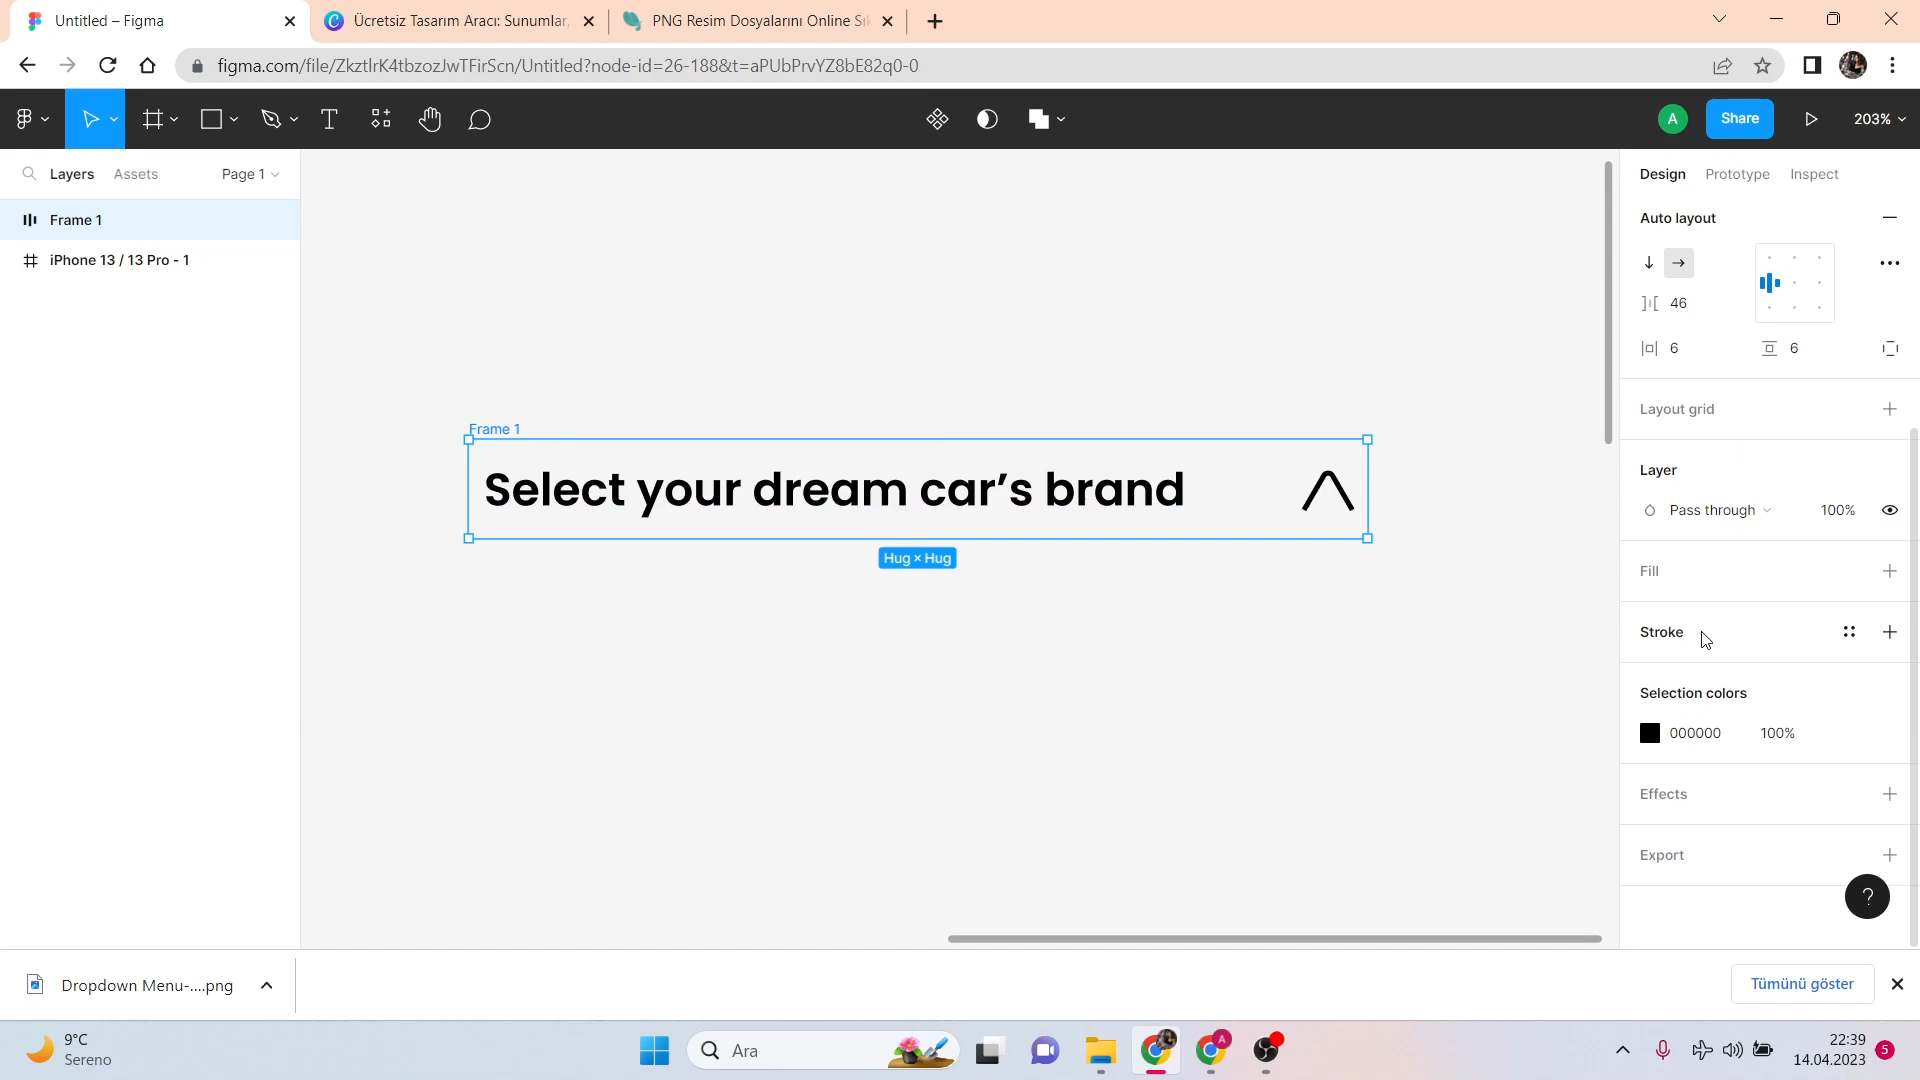 Untitled – Figma
Ücretsiz Tasarım Aracı: Sunumlar,
PNG Resim Dosyalarını Online Sık
figma.com/file/ZkztlrK4tbzozJwTFirScn/Untitled?node-id=26-188&t=aPUbPrvYZ8bE82q0-0
A
Share
203%
Layers
Assets
Page 1
Design
Prototype
Inspect
Frame 1
iPhone 13 / 13 Pro - 1
Auto layout
46
6
6
Layout grid
Frame 1
Select your dream car’s brand
Hug × Hug
Layer
Pass through
100%
Fill
Stroke
Selection colors
000000
100%
Effects
Export
?
Dropdown Menu-....png
Tümünü göster
9°C
Sereno
Ara
A
22:39
14.04.2023
5